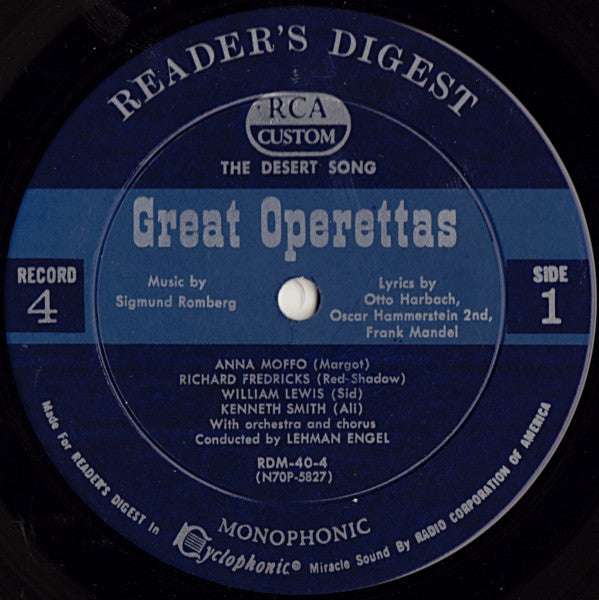 READER'S DIGEST
RCA
CUSTOM
THE DESERT SONG
Great Operettas
RECORD
4
Music by
Sigmund Romberg
Lyrics by
Otto Harbach,
Oscar Hammerstein 2nd,
Frank Mandel
SIDE
1
ANNA MOFFO (Margot)
RICHARD FREDRICKS (Red-Shadow)
WILLIAM LEWIS (Sid)
KENNETH SMITH (Ali)
With orchestra and chorus
Conducted by LEHMAN ENGEL
RDM-40-4
(N70P-5827)
MONOPHONIC
Made For READER'S DIGEST In Cyclophonic® Miracle Sound By RADIO CORPORATION OF AMERICA